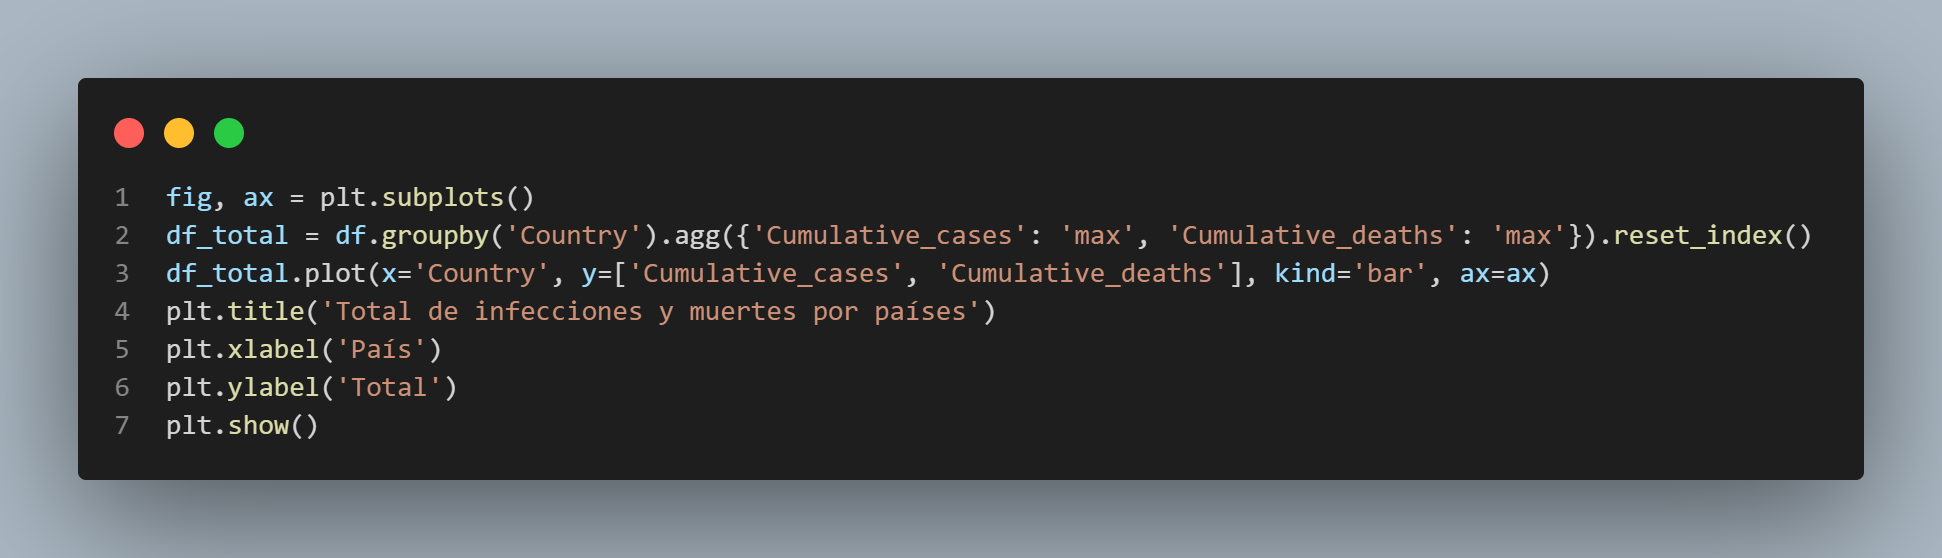 1 fig, ax = plt.subplots()
2 df_total = df.groupby('Country').agg({'Cumulative_cases': 'max', 'Cumulative_deaths': 'max'}).reset_index()
3 df_total.plot(x='Country', y=['Cumulative_cases', 'Cumulative_deaths'], kind='bar', ax=ax)
4 plt.title('Total de infecciones y muertes por países')
5 plt.xlabel('País')
6 plt.ylabel('Total')
7 plt.show()